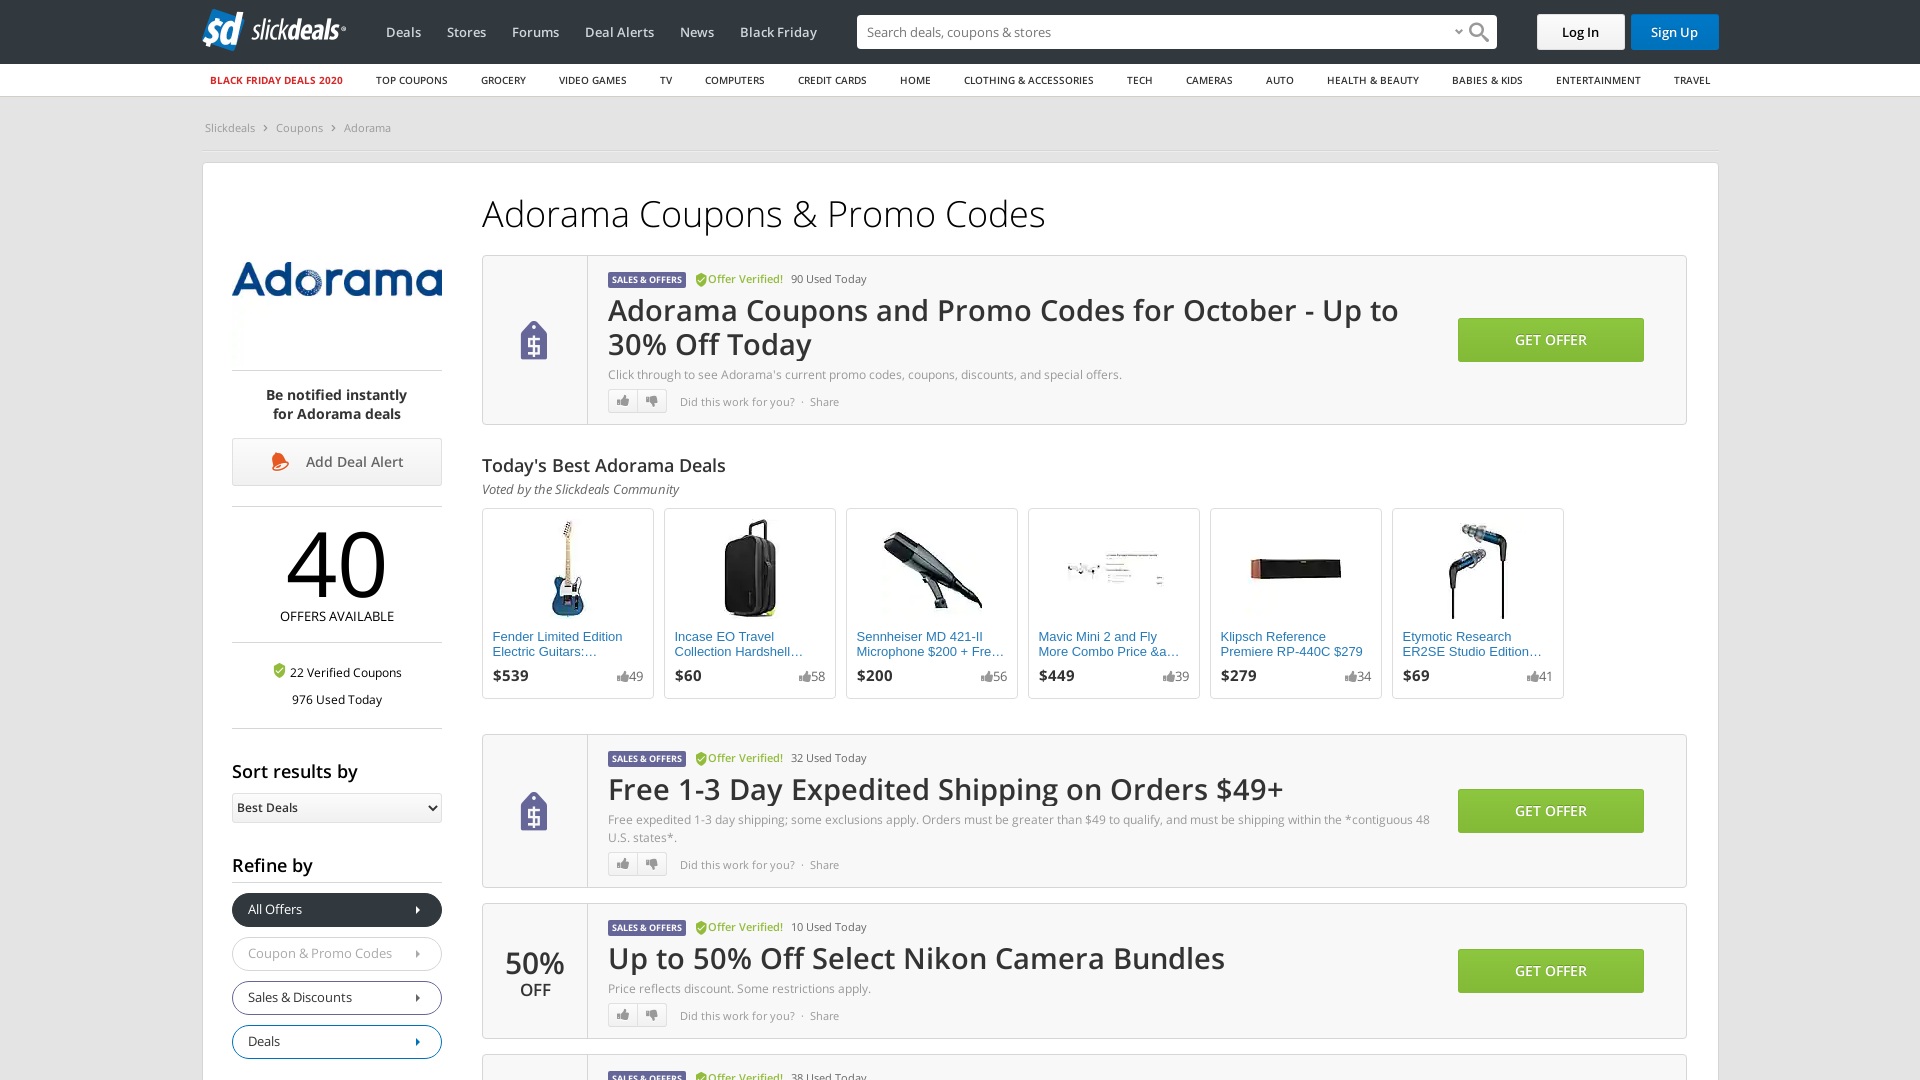 sd slickdeals
Deals
Stores
Forums
Deal Alerts
News
Black Friday
Search deals, coupons & stores
Log In
Sign Up
BLACK FRIDAY DEALS 2020
TOP COUPONS
GROCERY
VIDEO GAMES
TV
COMPUTERS
CREDIT CARDS
HOME
CLOTHING & ACCESSORIES
TECH
CAMERAS
AUTO
HEALTH & BEAUTY
BABIES & KIDS
ENTERTAINMENT
TRAVEL
Slickdeals › Coupons › Adorama
Adorama
Be notified instantly
for Adorama deals
Add Deal Alert
40
OFFERS AVAILABLE
22 Verified Coupons
976 Used Today
Sort results by
Best Deals
Refine by
All Offers
Coupon & Promo Codes
Sales & Discounts
Deals
Adorama Coupons & Promo Codes
SALES & OFFERS Offer Verified! 90 Used Today
Adorama Coupons and Promo Codes for October - Up to
30% Off Today
Click through to see Adorama's current promo codes, coupons, discounts, and special offers.
Did this work for you? · Share
GET OFFER
Today's Best Adorama Deals
Voted by the Slickdeals Community
Fender Limited Edition
Electric Guitars:…
$539 49
Incase EO Travel
Collection Hardshell…
$60 58
Sennheiser MD 421-II
Microphone $200 + Fre…
$200 56
Mavic Mini 2 and Fly
More Combo Price &a…
$449 39
Klipsch Reference
Premiere RP-440C $279
$279 34
Etymotic Research
ER2SE Studio Edition…
$69 41
SALES & OFFERS Offer Verified! 32 Used Today
Free 1-3 Day Expedited Shipping on Orders $49+
Free expedited 1-3 day shipping; some exclusions apply. Orders must be greater than $49 to qualify, and must be shipping within the *contiguous 48
U.S. states*.
Did this work for you? · Share
GET OFFER
50%
OFF
SALES & OFFERS Offer Verified! 10 Used Today
Up to 50% Off Select Nikon Camera Bundles
Price reflects discount. Some restrictions apply.
Did this work for you? · Share
GET OFFER
SALES & OFFERS Offer Verified! 38 Used Today